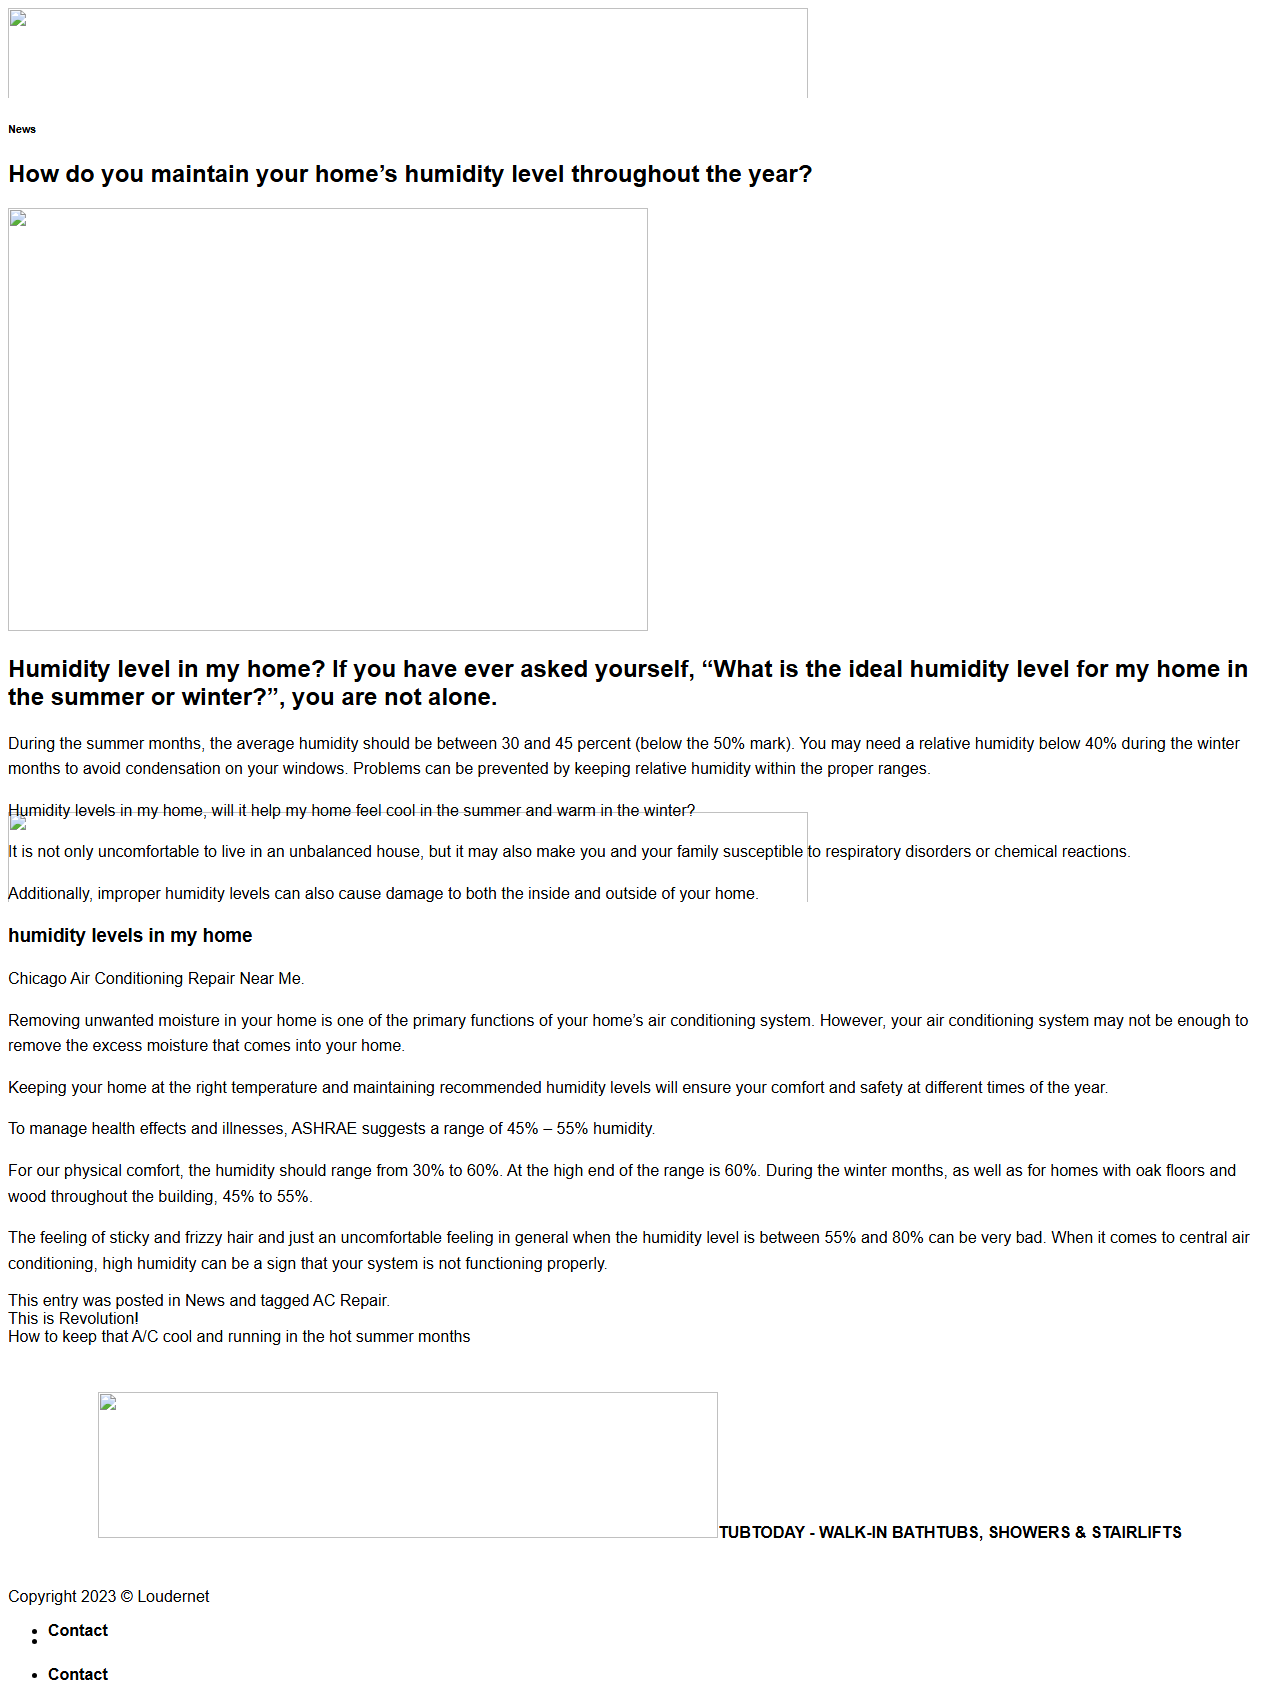 News
How do you maintain your home’s humidity level throughout the year?
Humidity level in my home? If you have ever asked yourself, “What is the ideal humidity level for my home in
the summer or winter?”, you are not alone.
During the summer months, the average humidity should be between 30 and 45 percent (below the 50% mark). You may need a relative humidity below 40% during the winter
months to avoid condensation on your windows. Problems can be prevented by keeping relative humidity within the proper ranges.
Humidity levels in my home, will it help my home feel cool in the summer and warm in the winter?
It is not only uncomfortable to live in an unbalanced house, but it may also make you and your family susceptible to respiratory disorders or chemical reactions.
Additionally, improper humidity levels can also cause damage to both the inside and outside of your home.
humidity levels in my home
Chicago Air Conditioning Repair Near Me.
Removing unwanted moisture in your home is one of the primary functions of your home’s air conditioning system. However, your air conditioning system may not be enough to
remove the excess moisture that comes into your home.
Keeping your home at the right temperature and maintaining recommended humidity levels will ensure your comfort and safety at different times of the year.
To manage health effects and illnesses, ASHRAE suggests a range of 45% – 55% humidity.
For our physical comfort, the humidity should range from 30% to 60%. At the high end of the range is 60%. During the winter months, as well as for homes with oak floors and
wood throughout the building, 45% to 55%.
The feeling of sticky and frizzy hair and just an uncomfortable feeling in general when the humidity level is between 55% and 80% can be very bad. When it comes to central air
conditioning, high humidity can be a sign that your system is not functioning properly.
This entry was posted in News and tagged AC Repair.
This is Revolution!
How to keep that A/C cool and running in the hot summer months
TUBTODAY - WALK-IN BATHTUBS, SHOWERS & STAIRLIFTS
Copyright 2023 © Loudernet
Contact
Contact